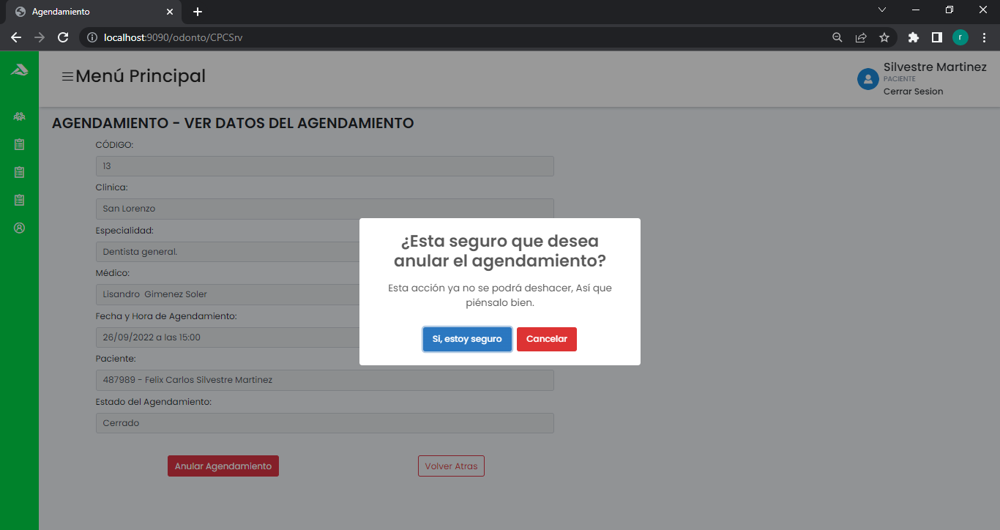 Agendamiento
localhost:9090/odonto/CPCSrv
r
Menú Principal
Silvestre Martinez
PACIENTE
Cerrar Sesion
AGENDAMIENTO - VER DATOS DEL AGENDAMIENTO
CÓDIGO:
13
Clinica:
San Lorenzo
Especialidad:
Dentista general.
Médico:
Lisandro Gimenez Soler
Fecha y Hora de Agendamiento:
26/09/2022 a las 15:00
Paciente:
487989 - Felix Carlos Silvestre Martinez
Estado del Agendamiento:
Cerrado
Anular Agendamiento
Volver Atras
¿Esta seguro que desea
anular el agendamiento?
Esta acción ya no se podrá deshacer, Así que
piénsalo bien.
Si, estoy seguro
Cancelar